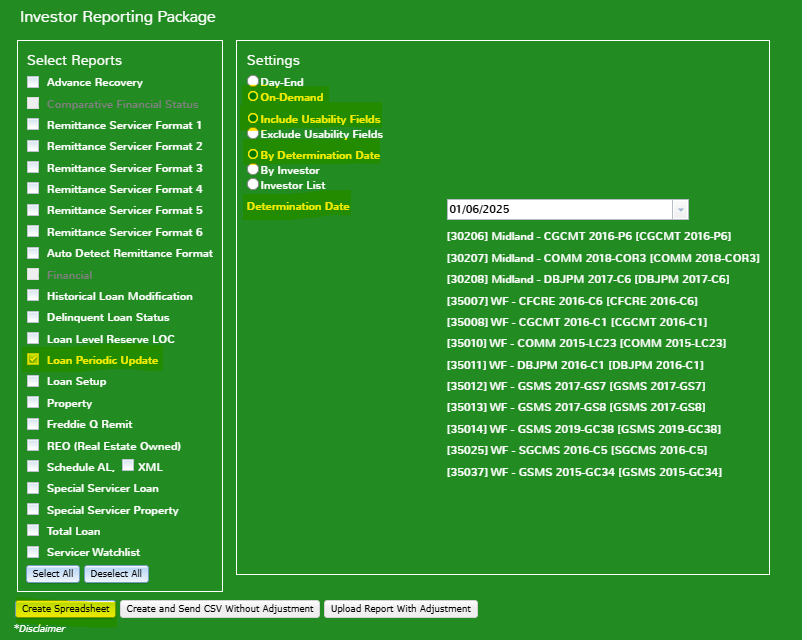 Investor Reporting Package
Select Reports
Advance Recovery
Comparative Financial Status
Remittance Servicer Format 1
Remittance Servicer Format 2
Remittance Servicer Format 3
Remittance Servicer Format 4
Remittance Servicer Format 5
Remittance Servicer Format 6
Auto Detect Remittance Format
Financial
Historical Loan Modification
Delinquent Loan Status
Loan Level Reserve LOC
Loan Periodic Update
Loan Setup
Property
Freddie Q Remit
REO (Real Estate Owned)
Schedule AL, XML
Special Servicer Loan
Special Servicer Property
Total Loan
Servicer Watchlist
Select All Deselect All
Settings
Day-End
On-Demand
Include Usability Fields
Exclude Usability Fields
By Determination Date
By Investor
Investor List
Determination Date 01/06/2025
[30206] Midland - CGCMT 2016-P6 [CGCMT 2016-P6]
[30207] Midland - COMM 2018-COR3 [COMM 2018-COR3]
[30208] Midland - DBJPM 2017-C6 [DBJPM 2017-C6]
[35007] WF - CFCRE 2016-C6 [CFCRE 2016-C6]
[35008] WF - CGCMT 2016-C1 [CGCMT 2016-C1]
[35010] WF - COMM 2015-LC23 [COMM 2015-LC23]
[35011] WF - DBJPM 2016-C1 [DBJPM 2016-C1]
[35012] WF - GSMS 2017-GS7 [GSMS 2017-GS7]
[35013] WF - GSMS 2017-GS8 [GSMS 2017-GS8]
[35014] WF - GSMS 2019-GC38 [GSMS 2019-GC38]
[35025] WF - SGCMS 2016-C5 [SGCMS 2016-C5]
[35037] WF - GSMS 2015-GC34 [GSMS 2015-GC34]
Create Spreadsheet Create and Send CSV Without Adjustment Upload Report With Adjustment
*Disclaimer